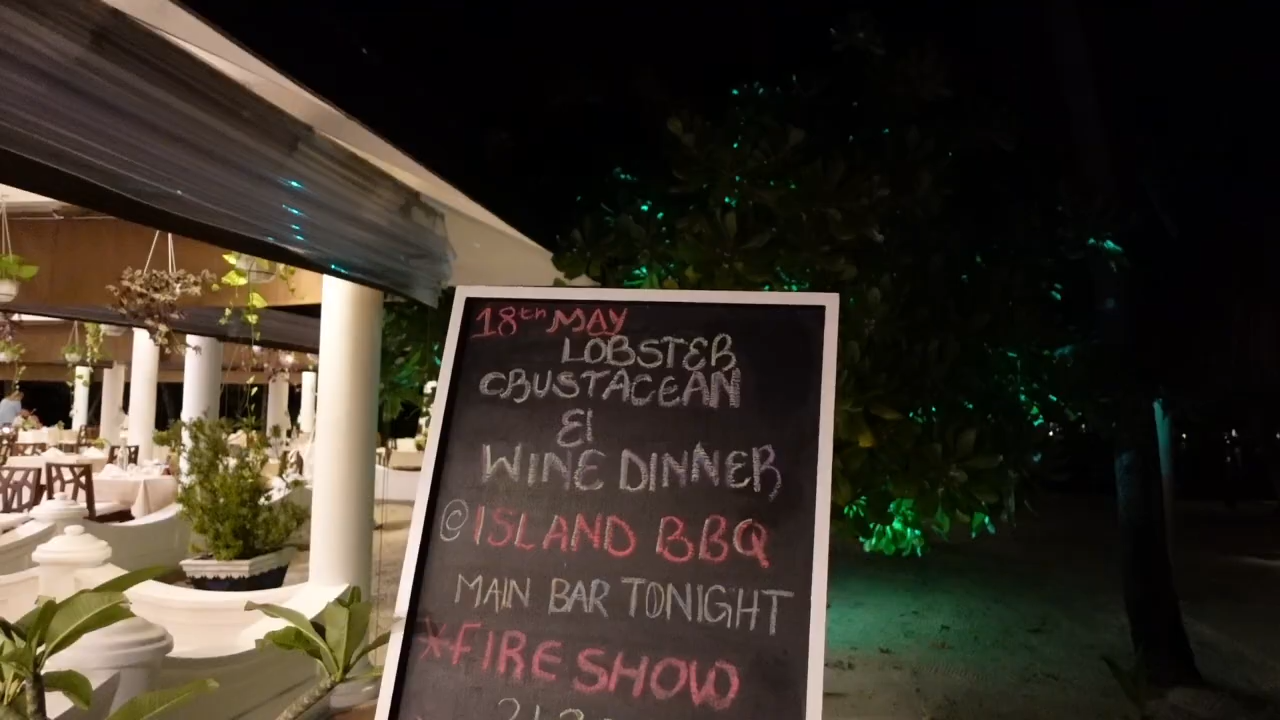 18th MAY
LOBSTER
CRUSTACEAN
&
WINE DINNER
@ISLAND BBQ
MAIN BAR TONIGHT
*FIRE SHOW